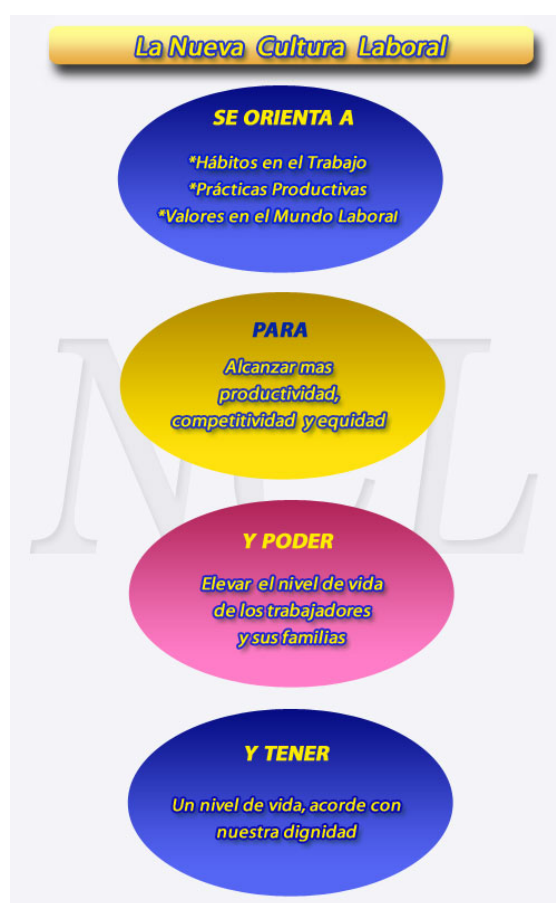 La Nueva Cultura Laboral
SE ORIENTA A
*Hábitos en el Trabajo
*Prácticas Productivas
*Valores en el Mundo Laboral
PARA
Alcanzar mas
productividad,
competitividad y equidad
NCL
Y PODER
Elevar el nivel de vida
de los trabajadores
y sus familias
Y TENER
Un nivel de vida, acorde con
nuestra dignidad